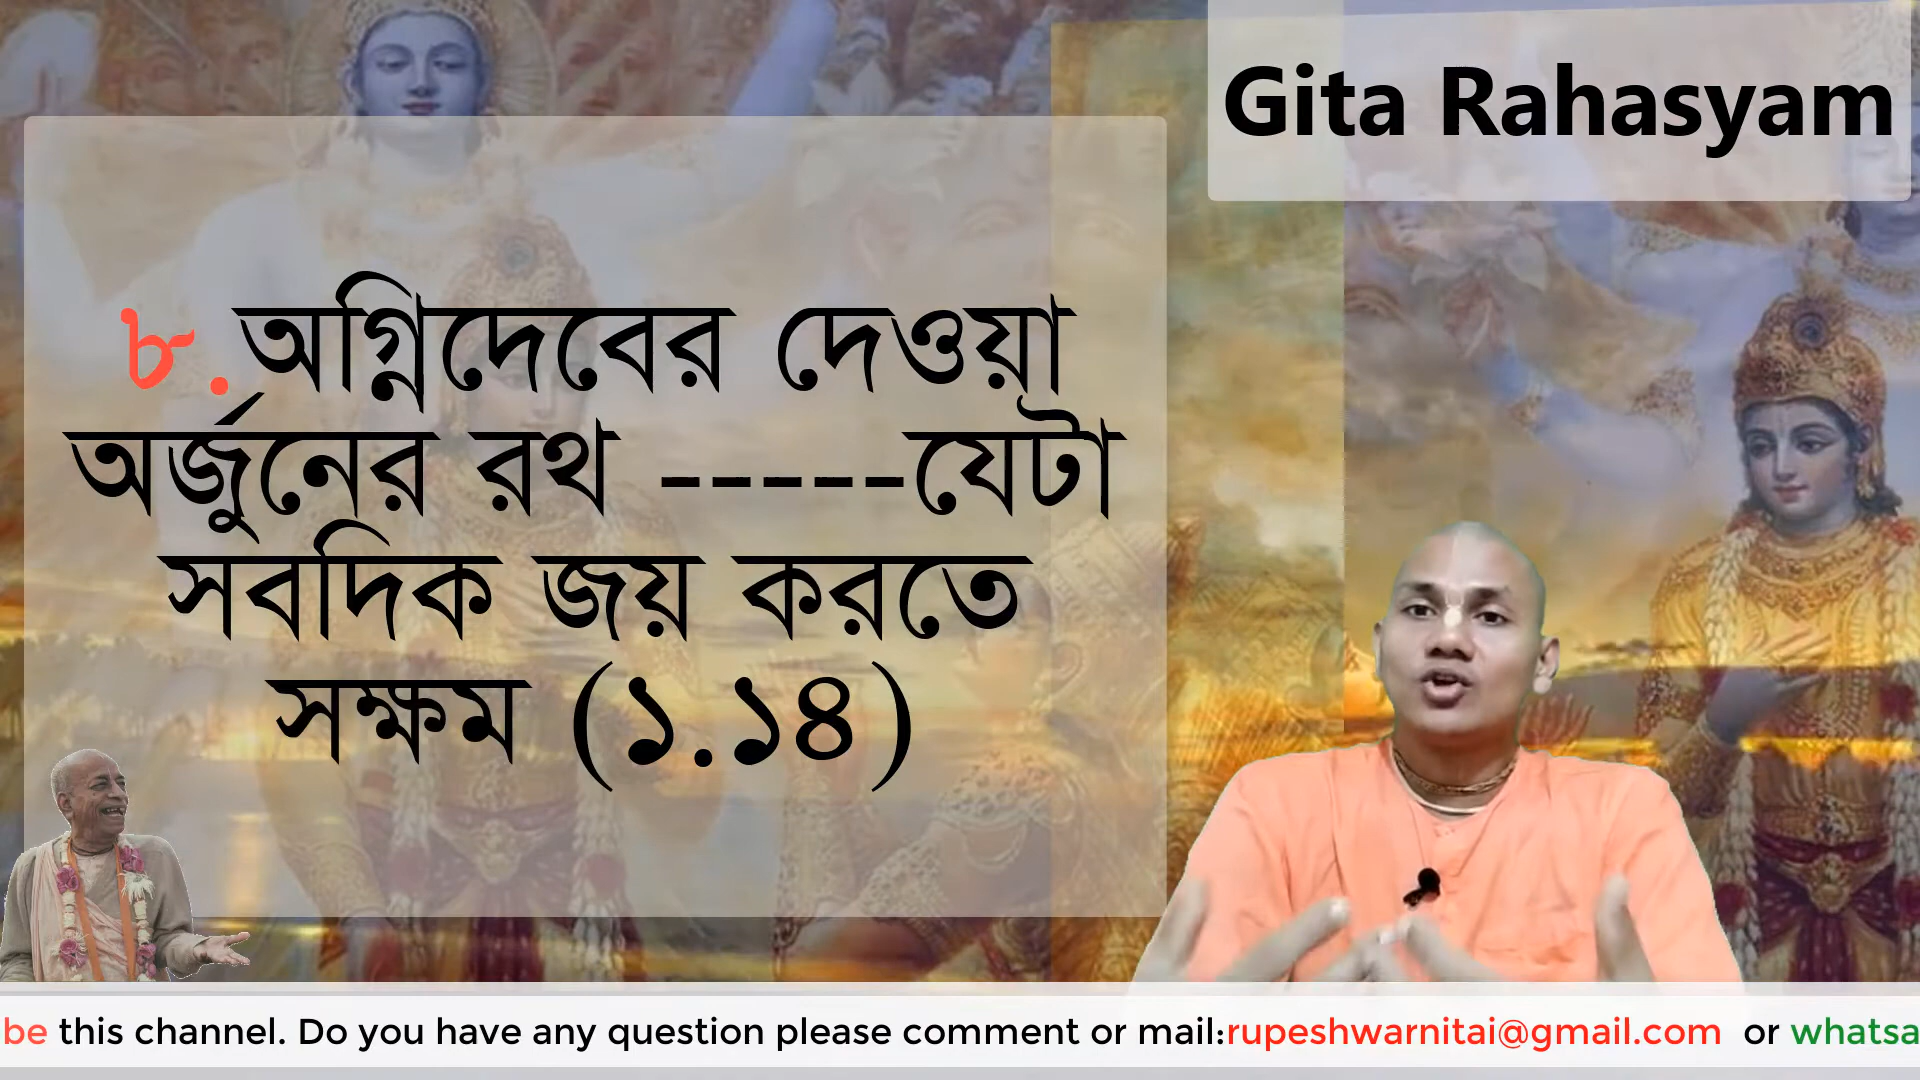 Gita Rahasyam
৮.অগ্নিদেবের দেওয়া
অর্জুনের রথ -----যেটা
সবদিক জয় করতে
সক্ষম (১.১৪)
be this channel. Do you have any question please comment or mail:rupeshwarnitai@gmail.com or whatsa